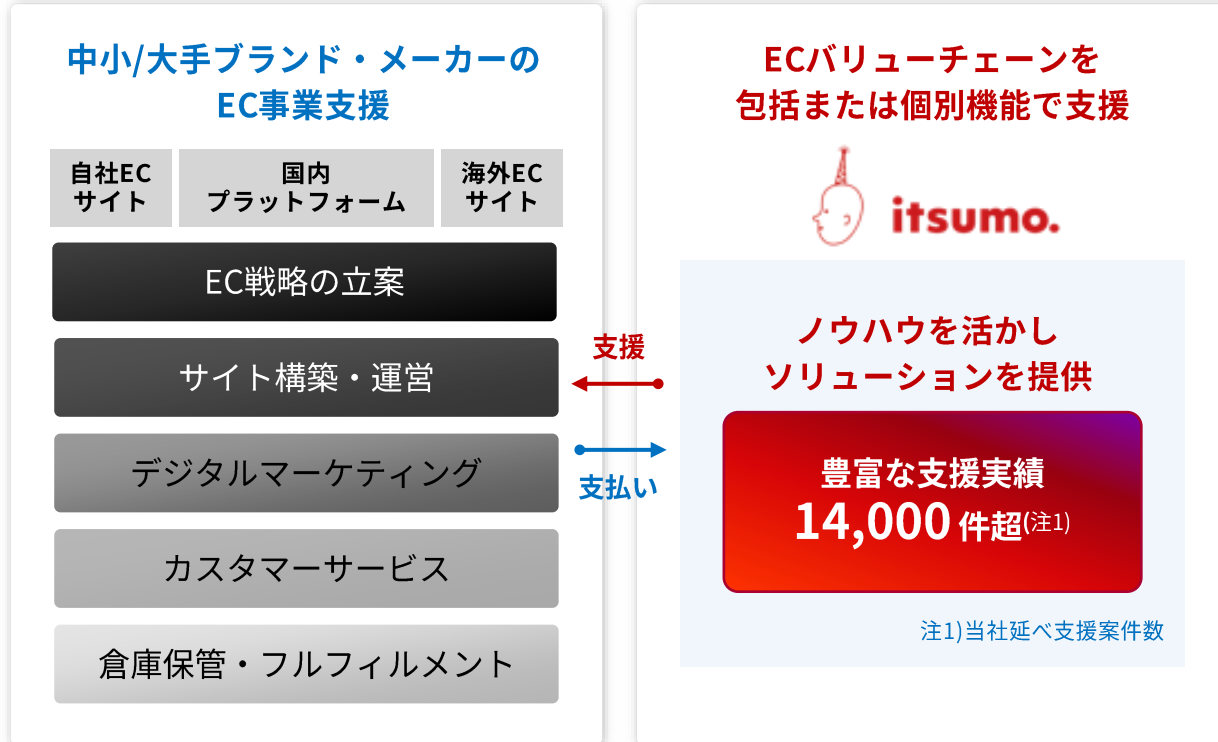 中小/大手ブランド・メーカーの
EC事業支援
自社EC
サイト
国内
プラットフォーム
海外EC
サイト
EC戦略の立案
サイト構築・運営
デジタルマーケティング
カスタマーサービス
倉庫保管・フルフィルメント
支援
支払い
ECバリューチェーンを
包括または個別機能で支援
itsumo.
ノウハウを活かし
ソリューションを提供
豊富な支援実績
14,000件超(注1)
注1)当社延べ支援案件数